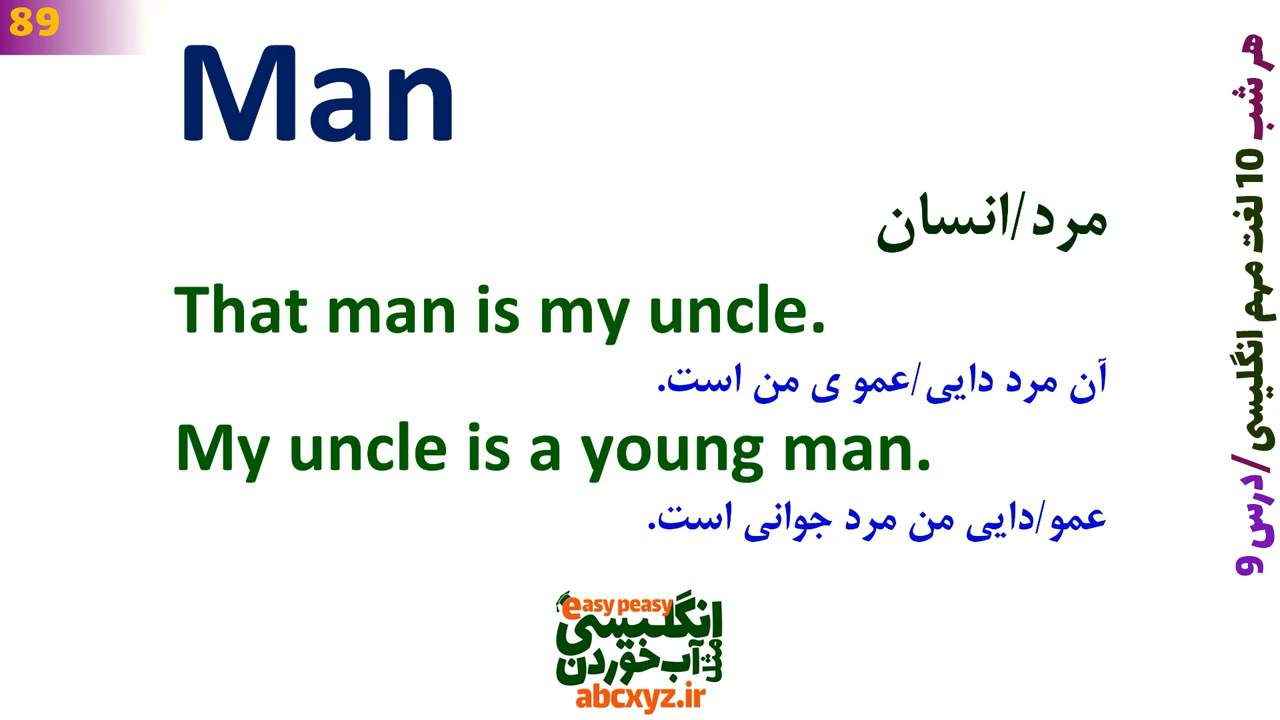 89
Man
مرد/انسان
That man is my uncle.
آن مرد دایی/عمو ی من است.
My uncle is a young man.
عمو/دایی من مرد جوانی است.
هر شب 10 لغت مهم انگلیسی/درس 9
easy peasy
انگلیسی
مثل آب خوردن
abcxyz.ir